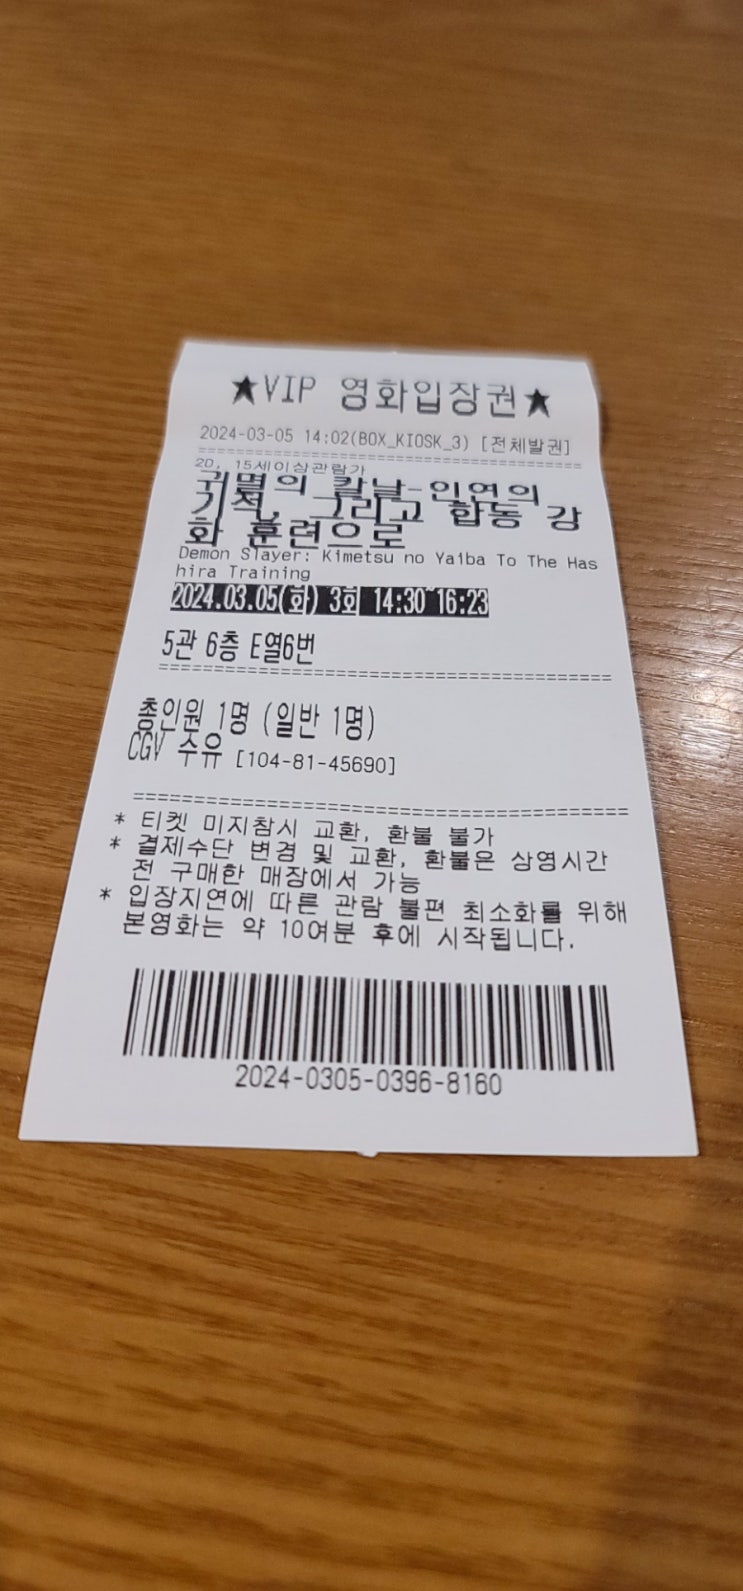 ★VIP 영화입장권★
2024-03-05 14:02(BOX_KIOSK_3) [전체발권]
2D, 15세이상관람가
귀멸의 칼날-인연의
기적, 그리고 합동 강
화 훈련으로
Demon Slayer: Kimetsu no Yaiba To The Has
hira Training
2024.03.05(화) 3회 14:30~16:23
5관 6층 E열6번
총인원 1명 (일반 1명)
CGV 수유 [104-81-45690]
* 티켓 미지참시 교환, 환불 불가
* 결제수단 변경 및 교환, 환불은 상영시간
전 구매한 매장에서 가능
* 입장지연에 따른 관람 불편 최소화를 위해
본영화는 약 10여분 후에 시작됩니다.
2024-0305-0396-8160